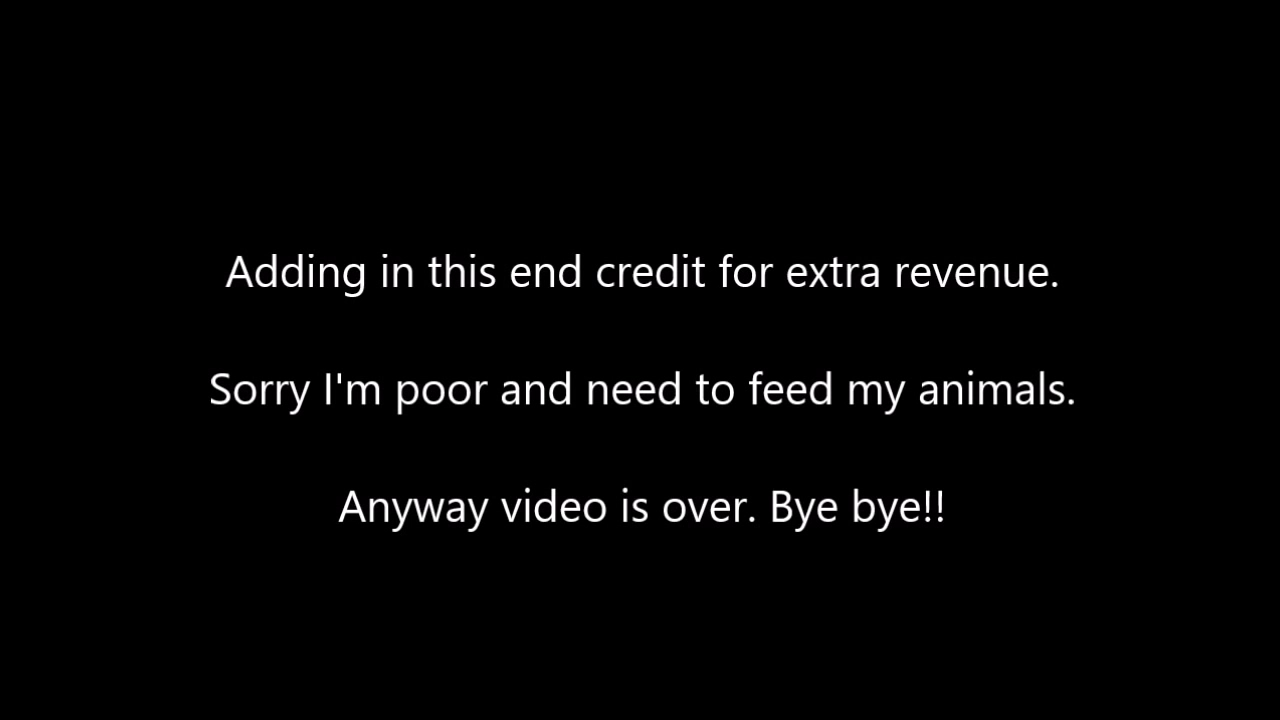 Adding in this end credit for extra revenue.
Sorry I'm poor and need to feed my animals.
Anyway video is over. Bye bye!!